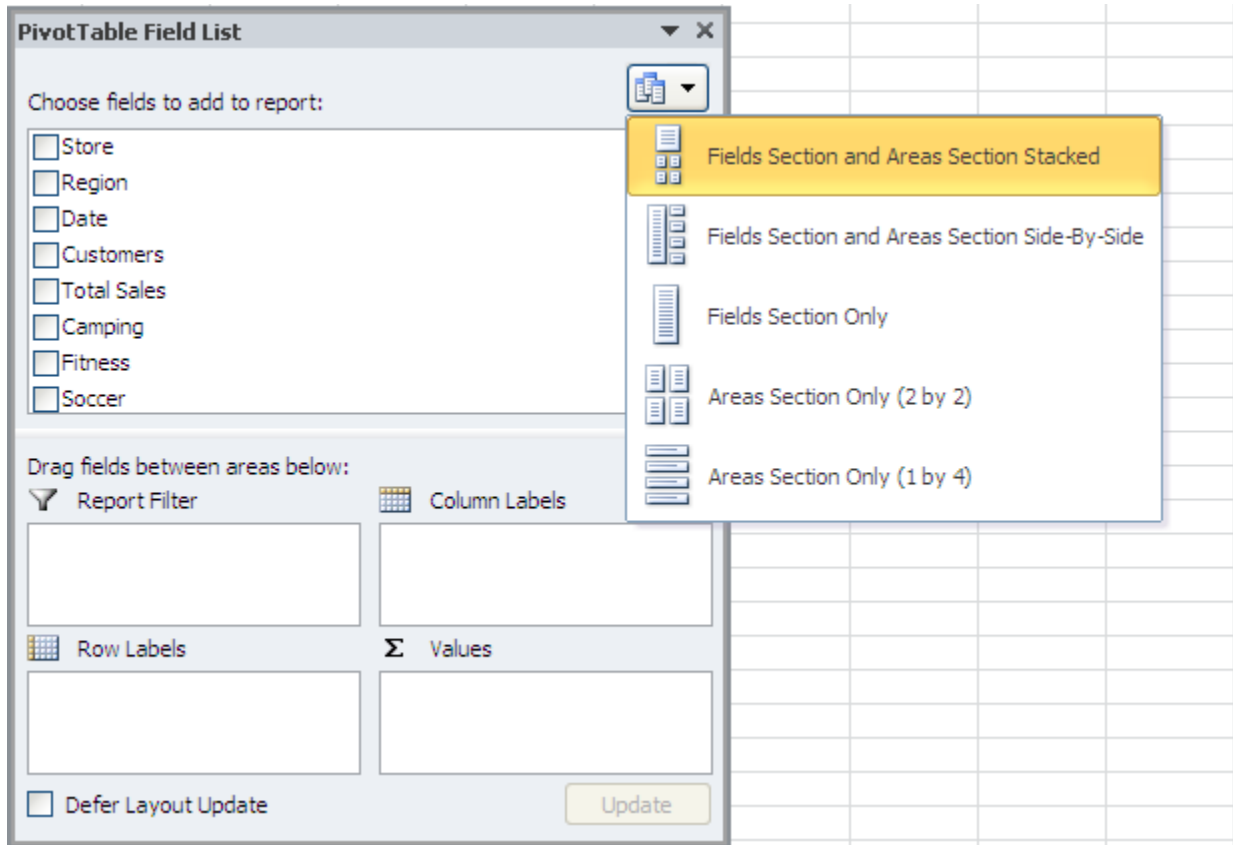 PivotTable Field List
Choose fields to add to report:
Store
Region
Date
Customers
Total Sales
Camping
Fitness
Soccer
Fields Section and Areas Section Stacked
Fields Section and Areas Section Side-By-Side
Fields Section Only
Areas Section Only (2 by 2)
Areas Section Only (1 by 4)
Drag fields between areas below:
Report Filter
Column Labels
Row Labels
Σ Values
Defer Layout Update
Update